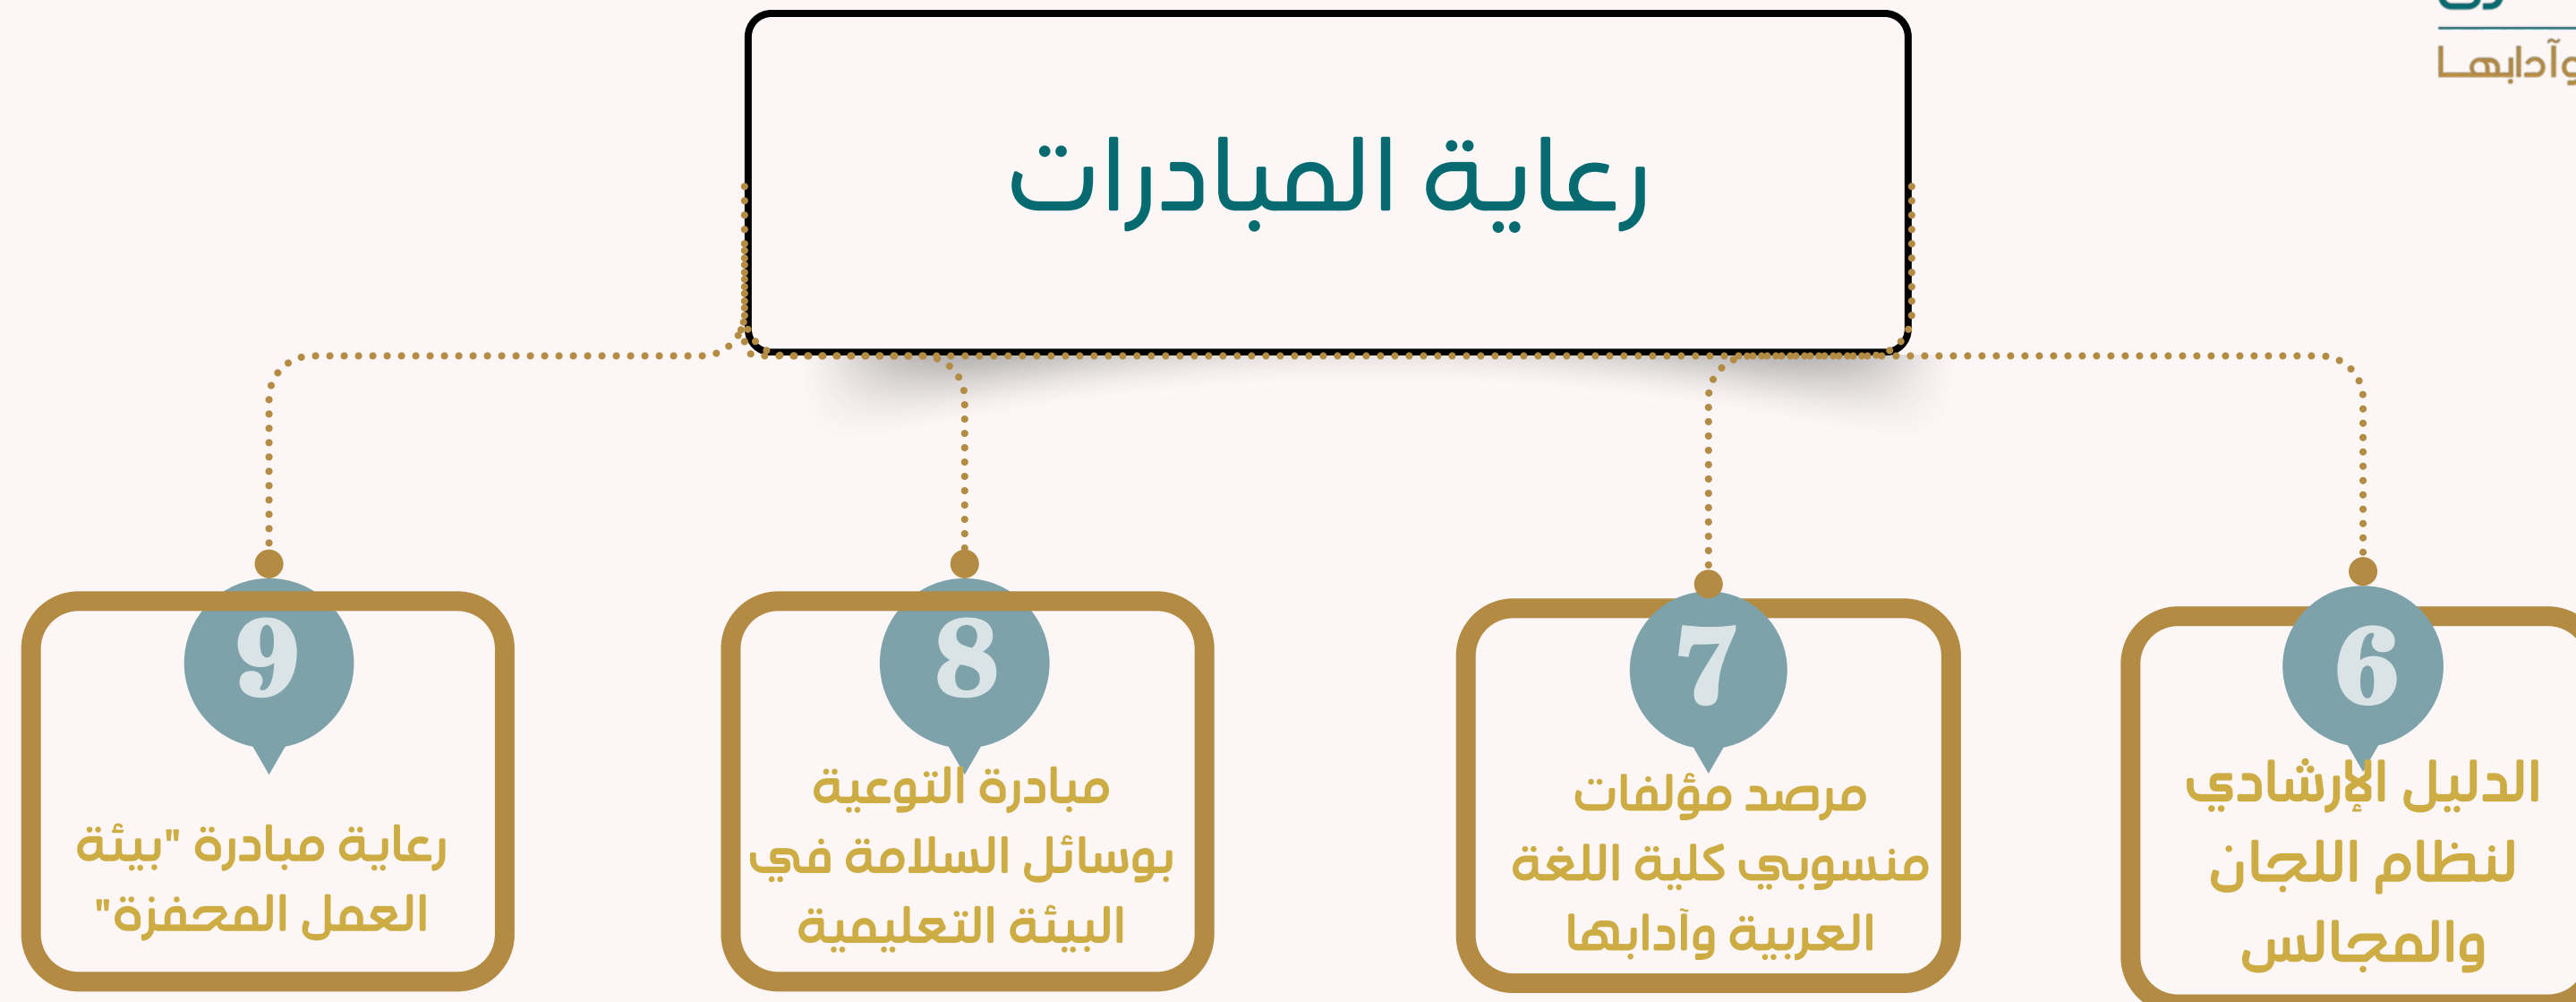 وآدابها
رعاية المبادرات
6
الدليل الإرشادي
لنظام اللجان
والمجالس
7
مرصد مؤلفات
منسوبي كلية اللغة
العربية وآدابها
8
مبادرة التوعية
بوسائل السلامة في
البيئة التعليمية
9
رعاية مبادرة "بيئة
العمل المحفزة"